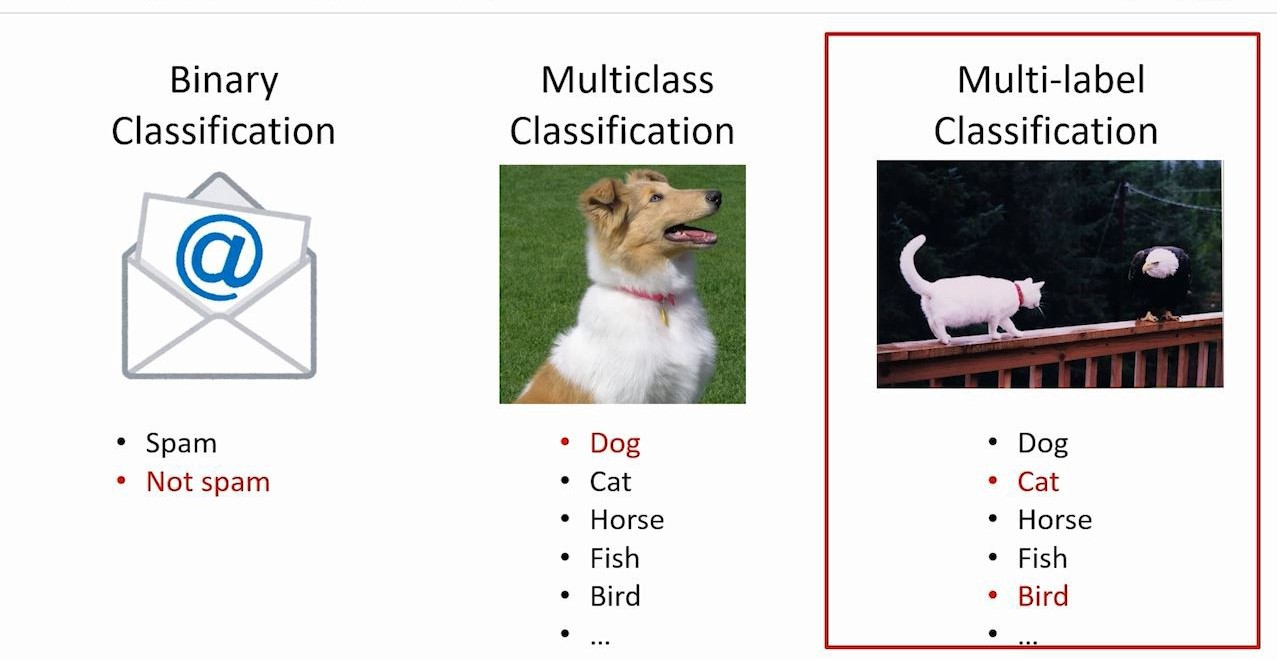 Binary
Classification
@
• Spam
• Not spam
Multiclass
Classification
• Dog
• Cat
• Horse
• Fish
• Bird
• ...
Multi-label
Classification
• Dog
• Cat
• Horse
• Fish
• Bird
• ...